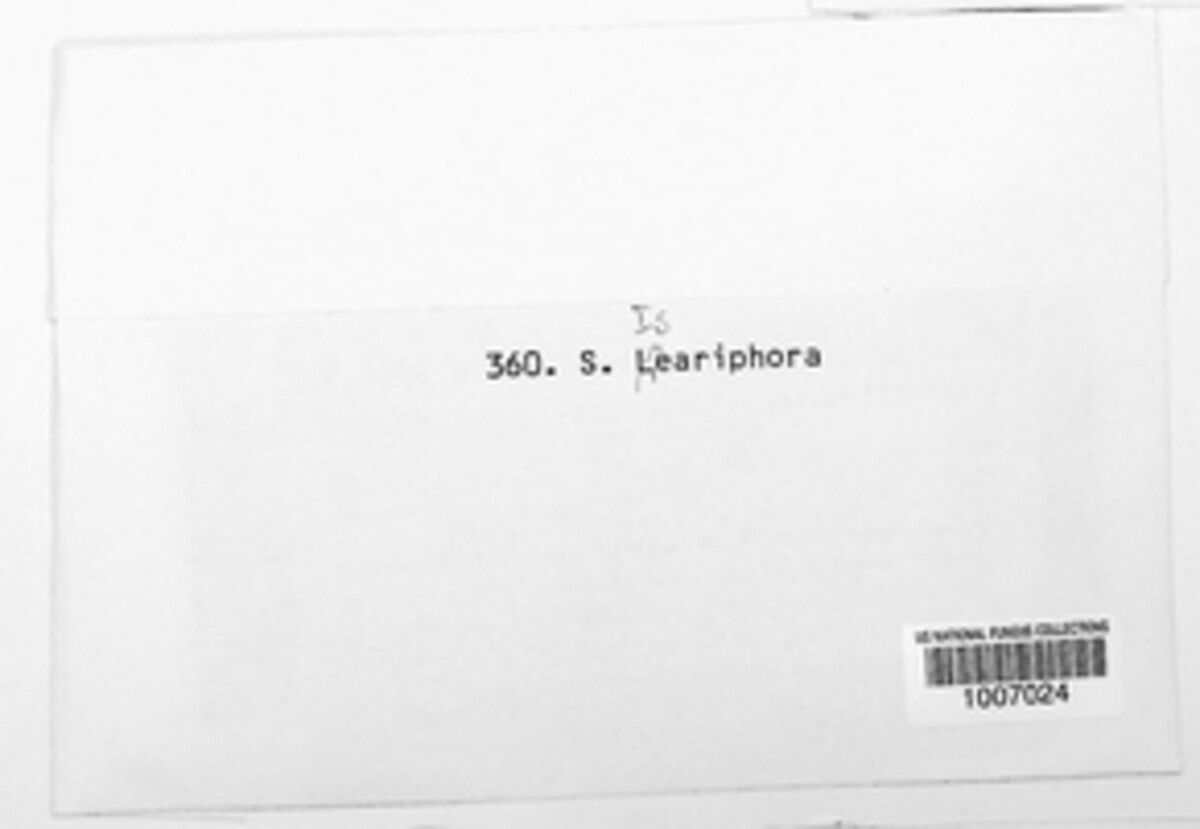 Is
360. S. Leariphora
US NATIONAL FUNGUS COLLECTIONS
1007024